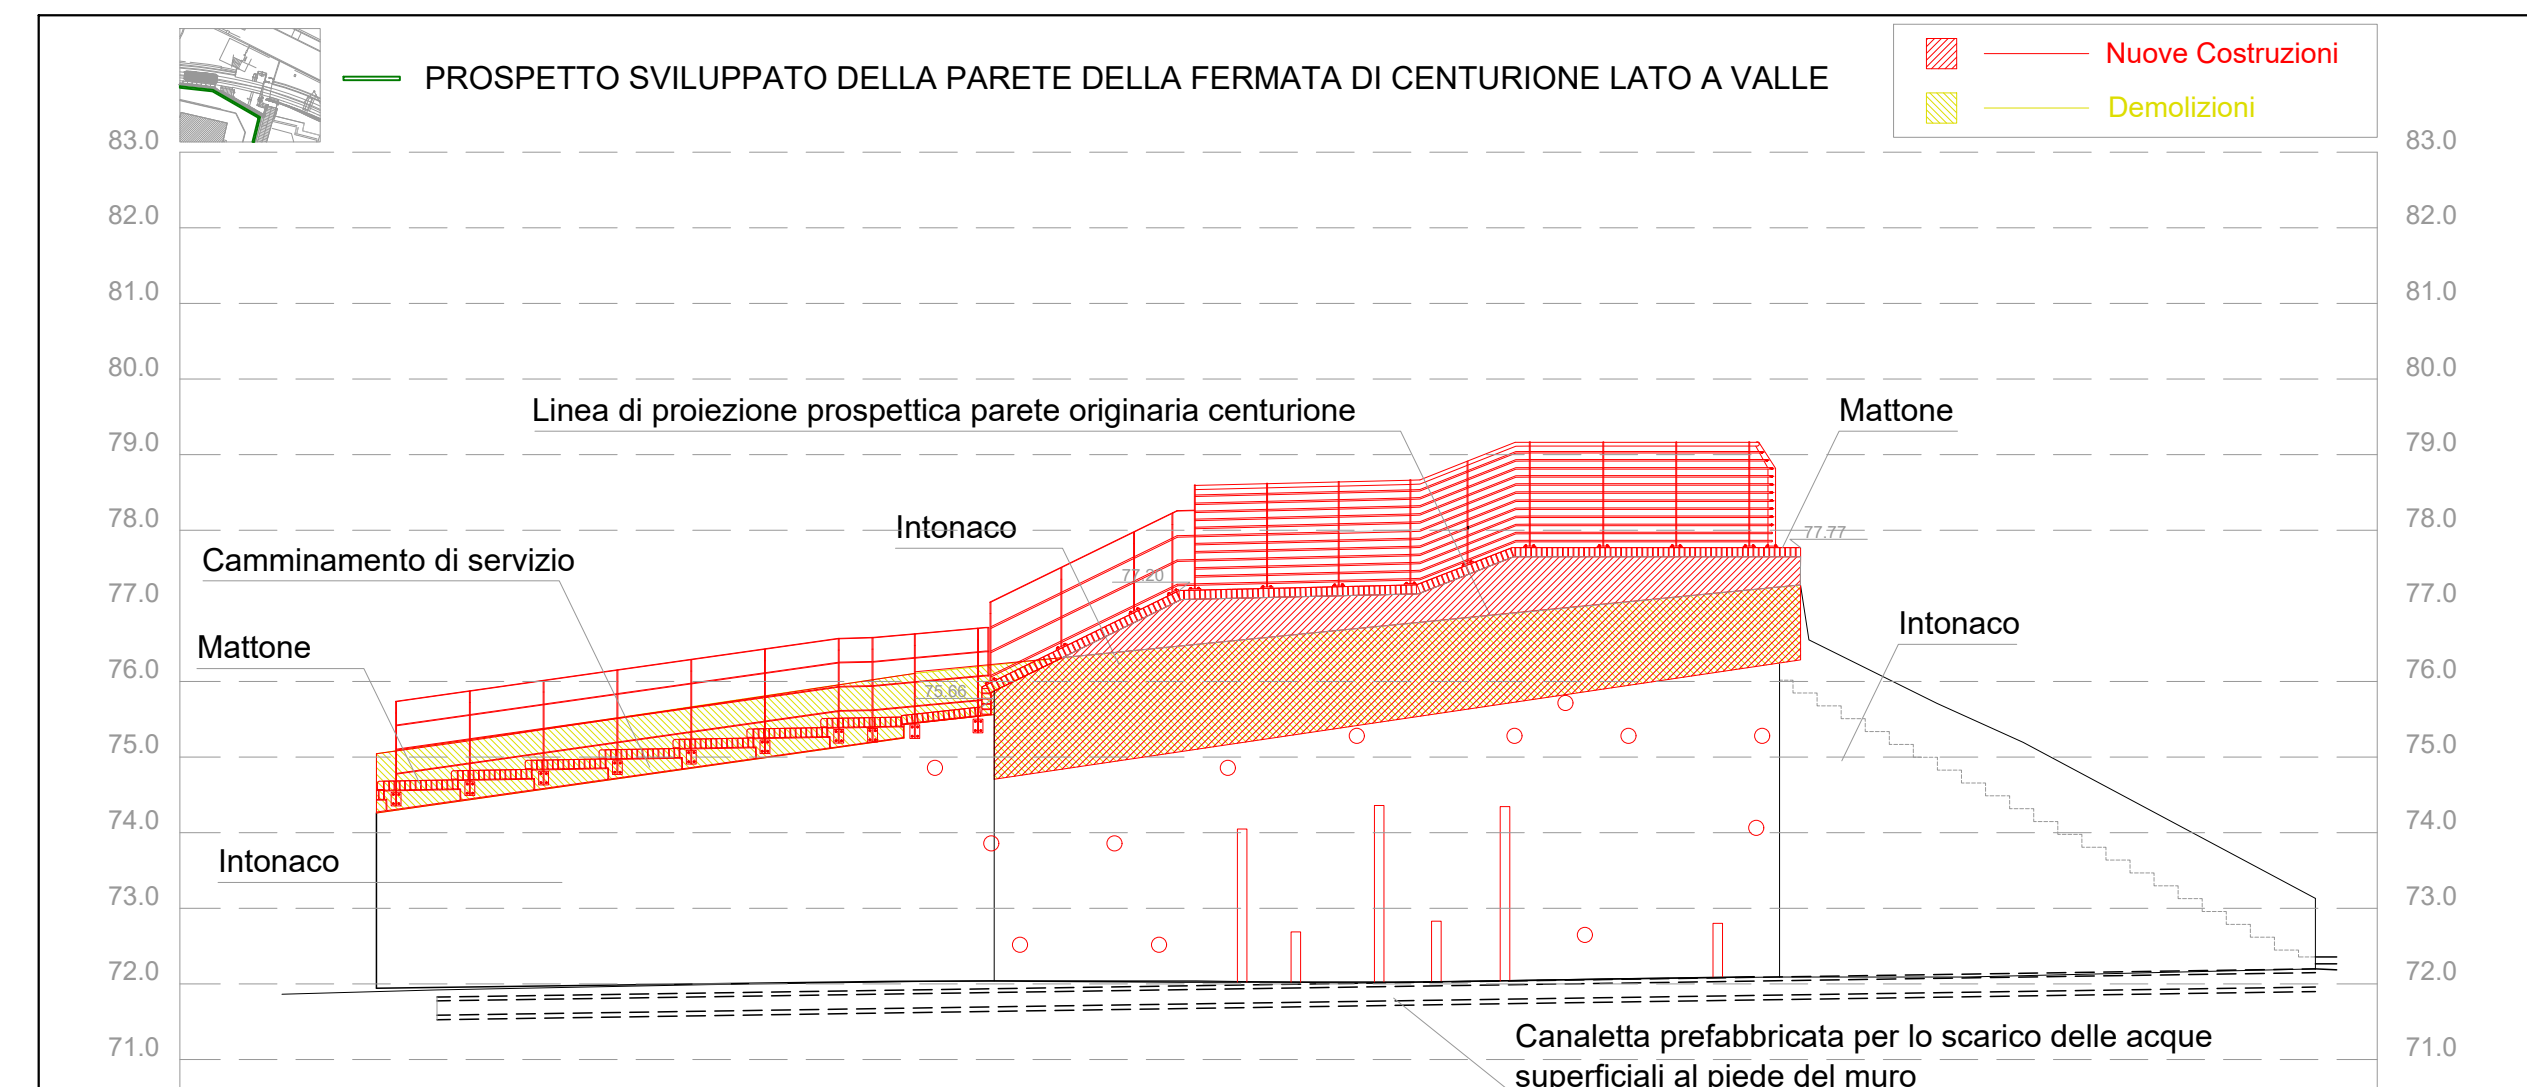 PROSPETTO SVILUPPATO DELLA PARETE DELLA FERMATA DI CENTURIONE LATO A VALLE
Nuove Costruzioni
Demolizioni
83.0 83.0
82.0 82.0
81.0 81.0
80.0 80.0
Linea di proiezione prospettica parete originaria centurione Mattone
79.0 79.0
78.0 Intonaco 77.77 78.0
Camminamento di servizio
77.0 77.20 77.0
Mattone Intonaco
76.0 75.66 76.0
75.0 75.0
74.0 74.0
Intonaco
73.0 73.0
72.0 72.0
71.0 Canaletta prefabbricata per lo scarico delle acque 71.0
superficiali al piede del muro